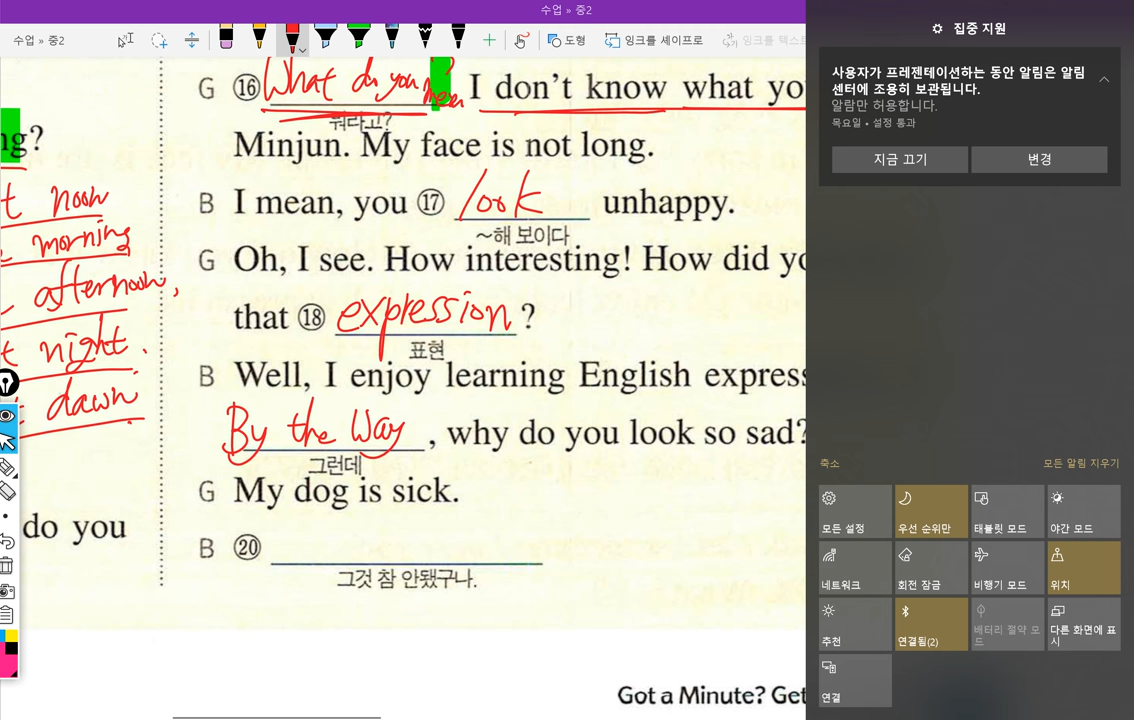 수업 » 중2
집중 지원
수업 » 중2
도형
잉크를 셰이프로
잉크를 텍스트
사용자가 프레젠테이션하는 동안 알림은 알림
센터에 조용히 보관됩니다.
알람만 허용합니다.
목요일 • 설정 통과
지금 끄기
변경
G ⑯ What do you mean? I don't know what yo
뭐라고?
ng?
Minjun. My face is not long.
t noon
B I mean, you ⑰ look unhappy.
~해 보이다
morning
G Oh, I see. How interesting! How did yo
afternoon,
that ⑱ expression ?
표현
t night.
B Well, I enjoy learning English express
dawn
By the way , why do you look so sad?
그런데
G My dog is sick.
do you
B ⑳
그것 참 안됐구나.
Got a Minute? Get
축소
모든 알림 지우기
모든 설정
우선 순위만
태블릿 모드
야간 모드
네트워크
회전 잠금
비행기 모드
위치
추천
연결됨(2)
배터리 절약 모
드
다른 화면에 표
시
연결